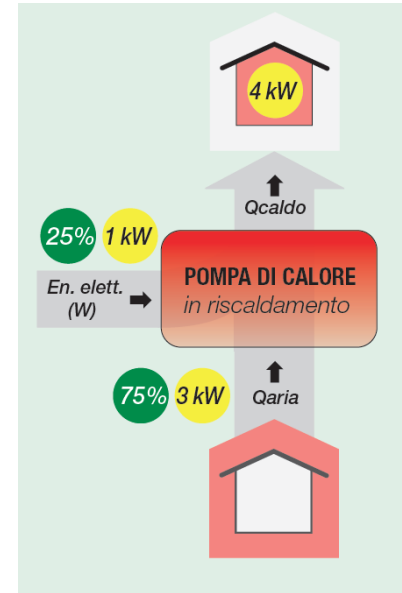 4 kW
Qcaldo
25% 1 kW
En. elett.
(W)
POMPA DI CALORE
in riscaldamento
75% 3 kW
Qaria